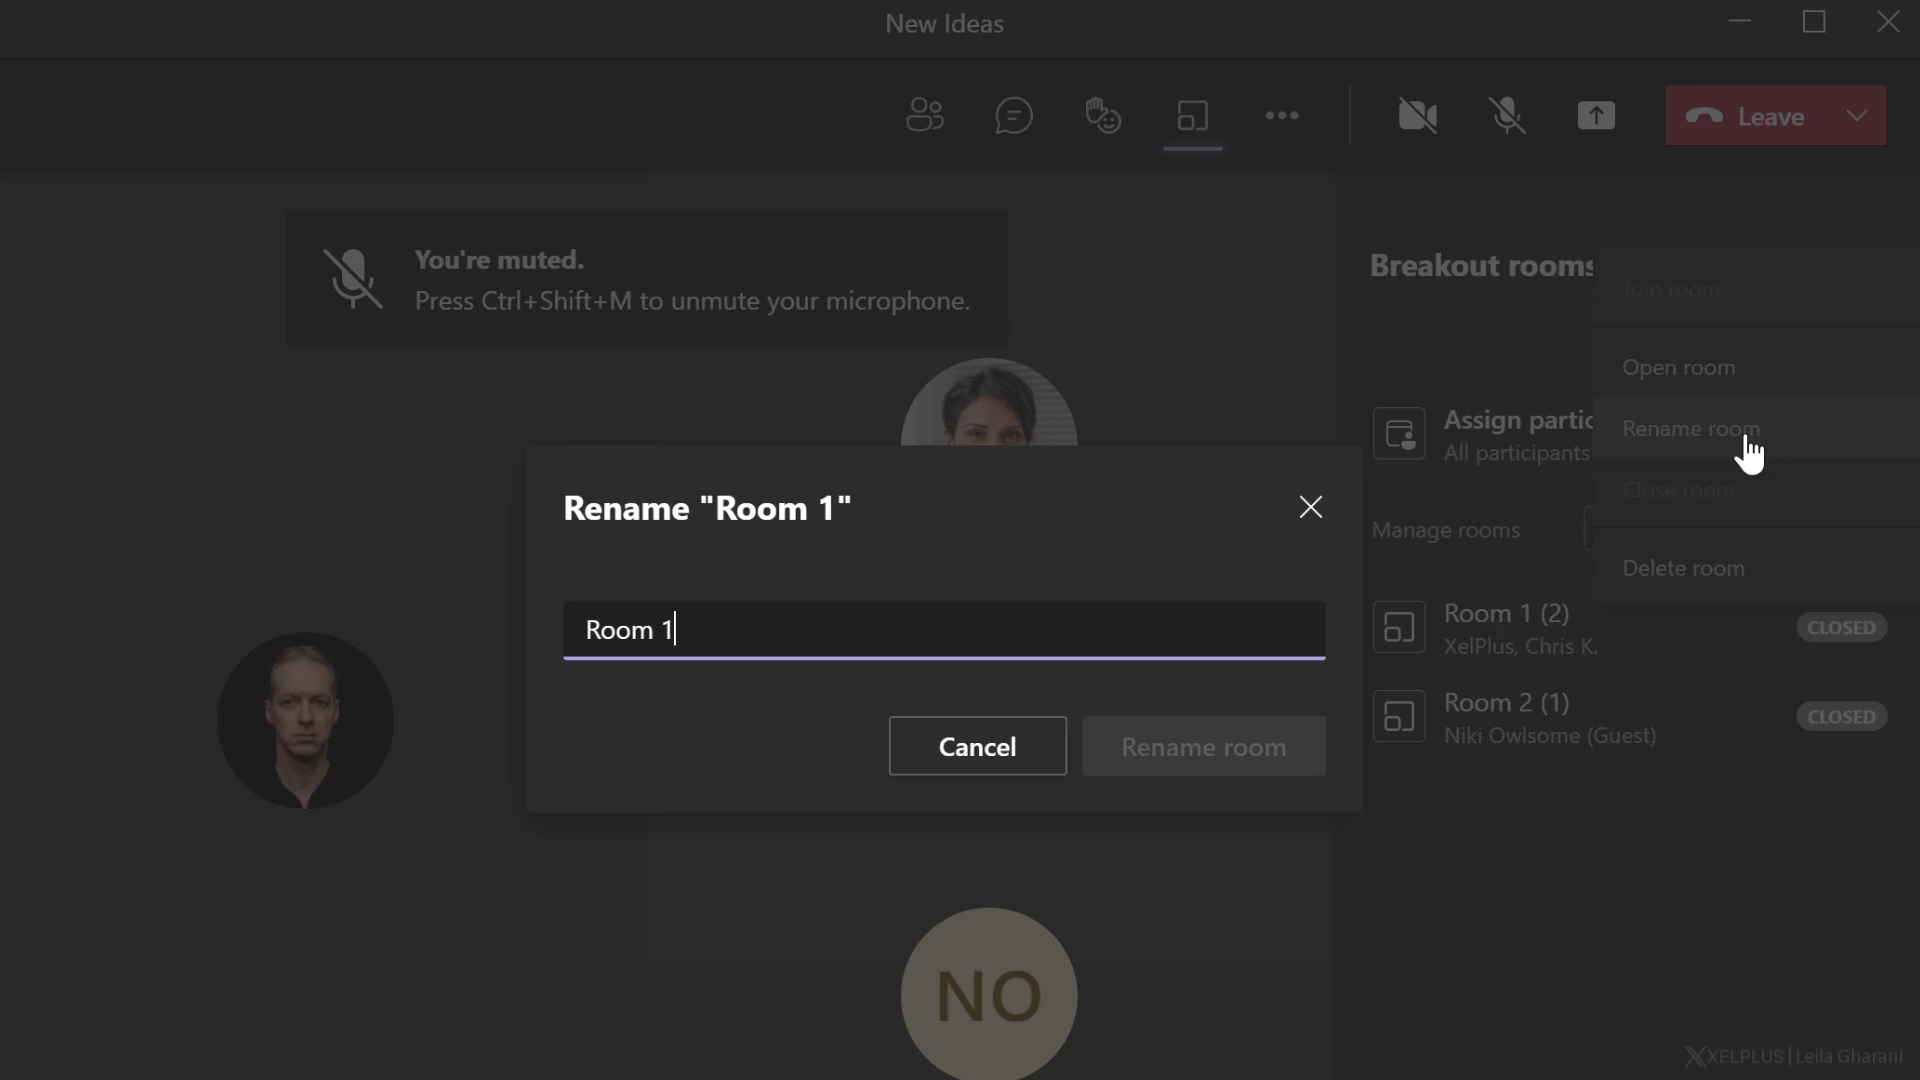 New Ideas
Leave
You're muted.
Press Ctrl+Shift+M to unmute your microphone.
Breakout rooms
Join room
Open room
Assign partic
All participants
Rename room
Close room
Manage rooms
Delete room
Rename "Room 1"
Room 1
Cancel
Rename room
Room 1 (2)
XelPlus, Chris K.
CLOSED
Room 2 (1)
Niki Owlsome (Guest)
CLOSED
NO
XELPLUS | Leila Gharani